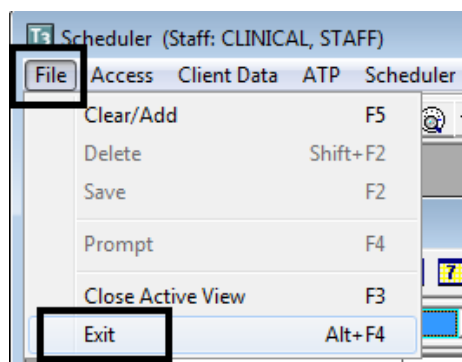 T3 Scheduler (Staff: CLINICAL, STAFF)
File Access Client Data ATP Scheduler
Clear/Add F5
Delete Shift+F2
Save F2
Prompt F4
7
Close Active View F3
Exit Alt+F4